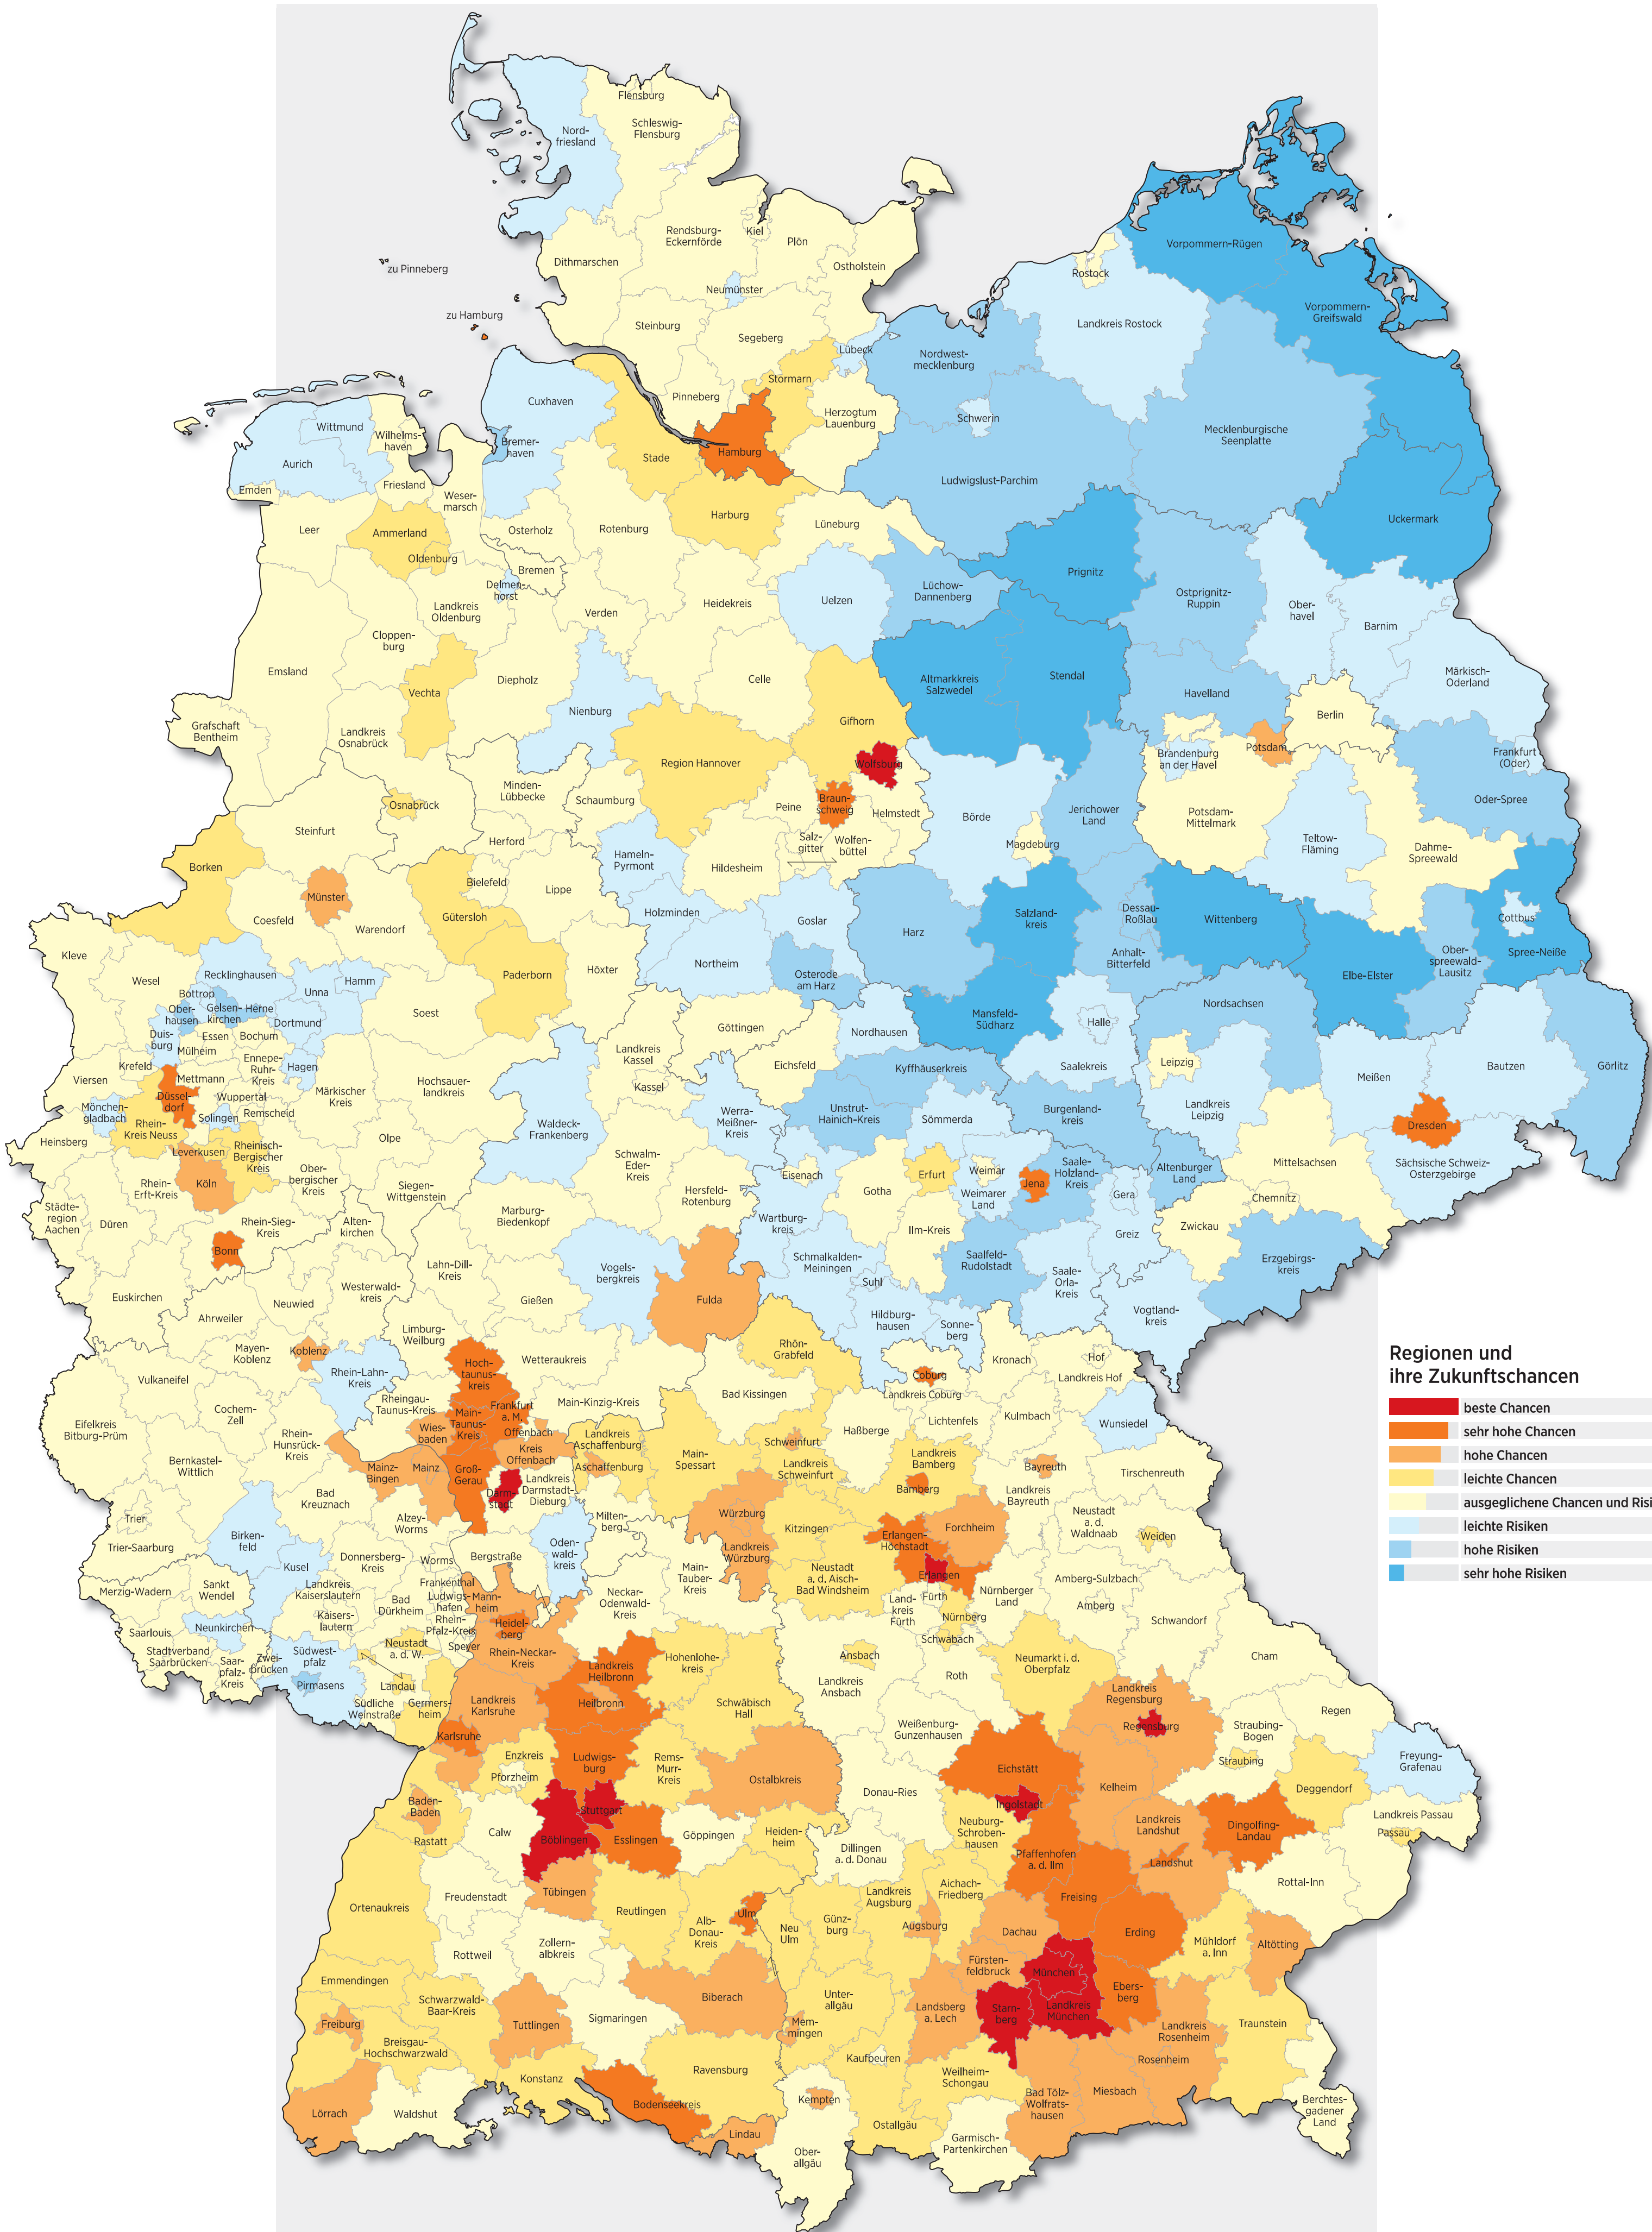 Flensburg
Schleswig-
Flensburg
Nord-
friesland
Rendsburg-
Eckernförde
Kiel
Plön
Ostholstein
Dithmarschen
zu Pinneberg
Neumünster
zu Hamburg
Steinburg
Segeberg
Lübeck
Stormarn
Pinneberg
Herzogtum
Lauenburg
Hamburg
Vorpommern-Rügen
Rostock
Vorpommern-
Greifswald
Landkreis Rostock
Nordwest-
mecklenburg
Schwerin
Mecklenburgische
Seenplatte
Ludwigslust-Parchim
Uckermark
Cuxhaven
Wittmund
Wilhelms-
haven
Bremer-
haven
Aurich
Stade
Emden
Friesland
Weser-
marsch
Leer
Ammerland
Osterholz
Rotenburg
Harburg
Lüneburg
Oldenburg
Bremen
Delmen-
horst
Landkreis
Oldenburg
Verden
Heidekreis
Uelzen
Lüchow-
Dannenberg
Prignitz
Ostprignitz-
Ruppin
Ober-
havel
Barnim
Cloppen-
burg
Emsland
Vechta
Diepholz
Celle
Altmarkkreis
Salzwedel
Stendal
Havelland
Märkisch-
Oderland
Nienburg
Gifhorn
Berlin
Grafschaft
Bentheim
Landkreis
Osnabrück
Region Hannover
Wolfsburg
Potsdam
Brandenburg
an der Havel
Frankfurt
(Oder)
Oder-Spree
Minden-
Lübbecke
Schaumburg
Osnabrück
Peine
Braun-
schweig
Helmstedt
Börde
Jerichower
Land
Potsdam-
Mittelmark
Teltow-
Fläming
Dahme-
Spreewald
Steinfurt
Herford
Salz-
gitter
Wolfen-
büttel
Magdeburg
Hameln-
Pyrmont
Hildesheim
Borken
Bielefeld
Lippe
Münster
Coesfeld
Warendorf
Gütersloh
Holzminden
Goslar
Harz
Salzland-
kreis
Dessau-
Roßlau
Wittenberg
Cottbus
Spree-Neiße
Kleve
Wesel
Recklinghausen
Hamm
Unna
Paderborn
Höxter
Northeim
Osterode
am Harz
Anhalt-
Bitterfeld
Elbe-Elster
Ober-
spreewald-
Lausitz
Bottrop
Ober-
hausen
Gelsen-
kirchen
Herne
Dortmund
Soest
Duis-
burg
Essen
Bochum
Mülheim
Göttingen
Nordhausen
Mansfeld-
Südharz
Halle
Nordsachsen
Krefeld
Ennepe-
Ruhr-
Kreis
Hagen
Viersen
Mettmann
Düssel-
dorf
Wuppertal
Märkischer
Kreis
Hochsauer-
landkreis
Landkreis
Kassel
Kassel
Eichsfeld
Kyffhäuserkreis
Saalekreis
Leipzig
Meißen
Bautzen
Görlitz
Mönchen-
gladbach
Solingen
Remscheid
Rhein-
Kreis Neuss
Waldeck-
Frankenberg
Werra-
Meißner-
Kreis
Unstrut-
Hainich-Kreis
Sömmerda
Burgenland-
kreis
Landkreis
Leipzig
Dresden
Heinsberg
Leverkusen
Rheinisch-
Bergischer
Kreis
Olpe
Schwalm-
Eder-
Kreis
Köln
Ober-
bergischer
Kreis
Rhein-
Erft-Kreis
Siegen-
Wittgenstein
Hersfeld-
Rotenburg
Eisenach
Gotha
Erfurt
Weimar
Weimarer
Land
Jena
Saale-
Holzland-
Kreis
Altenburger
Land
Gera
Mittelsachsen
Chemnitz
Sächsische Schweiz-
Osterzgebirge
Städte-
region
Aachen
Düren
Rhein-Sieg-
Kreis
Alten-
kirchen
Marburg-
Biedenkopf
Wartburg-
kreis
Ilm-Kreis
Zwickau
Greiz
Bonn
Schmalkalden-
Meiningen
Saalfeld-
Rudolstadt
Erzgebirgs-
kreis
Euskirchen
Westerwald-
kreis
Lahn-Dill-
Kreis
Gießen
Vogels-
bergkreis
Fulda
Suhl
Saale-
Orla-
Kreis
Vogtland-
kreis
Neuwied
Ahrweiler
Hildburg-
hausen
Sonne-
berg
Mayen-
Koblenz
Koblenz
Limburg-
Weilburg
Rhön-
Grabfeld
Vulkaneifel
Rhein-Lahn-
Kreis
Hoch-
taunus-
kreis
Wetteraukreis
Coburg
Kronach
Hof
Landkreis Hof
Bad Kissingen
Landkreis Coburg
Cochem-
Zell
Rheingau-
Taunus-Kreis
Main-
Taunus-
Kreis
Frankfurt
a. M.
Main-Kinzig-Kreis
Eifelkreis
Bitburg-Prüm
Wies-
baden
Offenbach
Landkreis
Aschaffenburg
Haßberge
Lichtenfels
Kulmbach
Wunsiedel
Rhein-
Hunsrück-
Kreis
Kreis
Offenbach
Aschaffenburg
Main-
Spessart
Schweinfurt
Landkreis
Schweinfurt
Landkreis
Bamberg
Bernkastel-
Wittlich
Mainz-
Bingen
Mainz
Groß-
Gerau
Darm-
stadt
Landkreis
Darmstadt-
Dieburg
Bamberg
Bayreuth
Landkreis
Bayreuth
Tirschenreuth
Bad
Kreuznach
Trier
Alzey-
Worms
Milten-
berg
Würzburg
Kitzingen
Erlangen-
Höchstadt
Forchheim
Neustadt
a. d.
Waldnaab
Weiden
Trier-Saarburg
Birken-
feld
Kusel
Donnersberg-
Kreis
Worms
Bergstraße
Oden-
wald-
kreis
Landkreis
Würzburg
Merzig-Wadern
Sankt
Wendel
Landkreis
Kaiserslautern
Bad
Dürkheim
Frankenthal
Ludwigs-
hafen
Mann-
heim
Neckar-
Odenwald-
Kreis
Main-
Tauber-
Kreis
Neustadt
a. d. Aisch-
Bad Windsheim
Erlangen
Land-
kreis
Fürth
Fürth
Nürnberger
Land
Amberg-Sulzbach
Amberg
Saarlouis
Neunkirchen
Kaisers-
lautern
Rhein-
Pfalz-Kreis
Heidel-
berg
Nürnberg
Schwabach
Schwandorf
Stadtverband
Saarbrücken
Saar-
pfalz-
Kreis
Zwei-
brücken
Südwest-
pfalz
Pirmasens
Neustadt
a. d. W.
Speyer
Rhein-Neckar-
Kreis
Landkreis
Heilbronn
Hohenlohe-
kreis
Ansbach
Roth
Neumarkt i. d.
Oberpfalz
Cham
Landau
Südliche
Weinstraße
Germers-
heim
Landkreis
Karlsruhe
Heilbronn
Schwäbisch
Hall
Landkreis
Ansbach
Landkreis
Regensburg
Regensburg
Regen
Karlsruhe
Enzkreis
Pforzheim
Ludwigs-
burg
Rems-
Murr-
Kreis
Ostalbkreis
Weißenburg-
Gunzenhausen
Eichstätt
Straubing-
Bogen
Straubing
Freyung-
Grafenau
Deggendorf
Kelheim
Baden-
Baden
Stuttgart
Donau-Ries
Ingolstadt
Landkreis
Landshut
Dingolfing-
Landau
Landkreis Passau
Passau
Rastatt
Calw
Böblingen
Esslingen
Göppingen
Heiden-
heim
Neuburg-
Schroben-
hausen
Dillingen
a. d. Donau
Pfaffenhofen
a. d. Ilm
Landshut
Rottal-Inn
Tübingen
Freudenstadt
Ortenaukreis
Reutlingen
Alb-
Donau-
Kreis
Ulm
Neu
Ulm
Günz-
burg
Landkreis
Augsburg
Augsburg
Aichach-
Friedberg
Freising
Dachau
Erding
Mühldorf
a. Inn
Altötting
Rottweil
Zollern-
albkreis
Fürsten-
feldbruck
München
Emmendingen
Schwarzwald-
Baar-Kreis
Biberach
Unter-
allgäu
Landsberg
a, Lech
Starn-
berg
Landkreis
München
Ebers-
berg
Freiburg
Tuttlingen
Sigmaringen
Mem-
mingen
Landkreis
Rosenheim
Traunstein
Breisgau-
Hochschwarzwald
Kaufbeuren
Rosenheim
Konstanz
Ravensburg
Weilheim-
Schongau
Lörrach
Waldshut
Bodenseekreis
Lindau
Kempten
Ostallgäu
Bad Tölz-
Wolfrats-
hausen
Miesbach
Berchtes-
gadener
Land
Garmisch-
Partenkirchen
Ober-
allgäu
Regionen und
ihre Zukunftschancen
beste Chancen
sehr hohe Chancen
hohe Chancen
leichte Chancen
ausgeglichene Chancen und Risi
leichte Risiken
hohe Risiken
sehr hohe Risiken